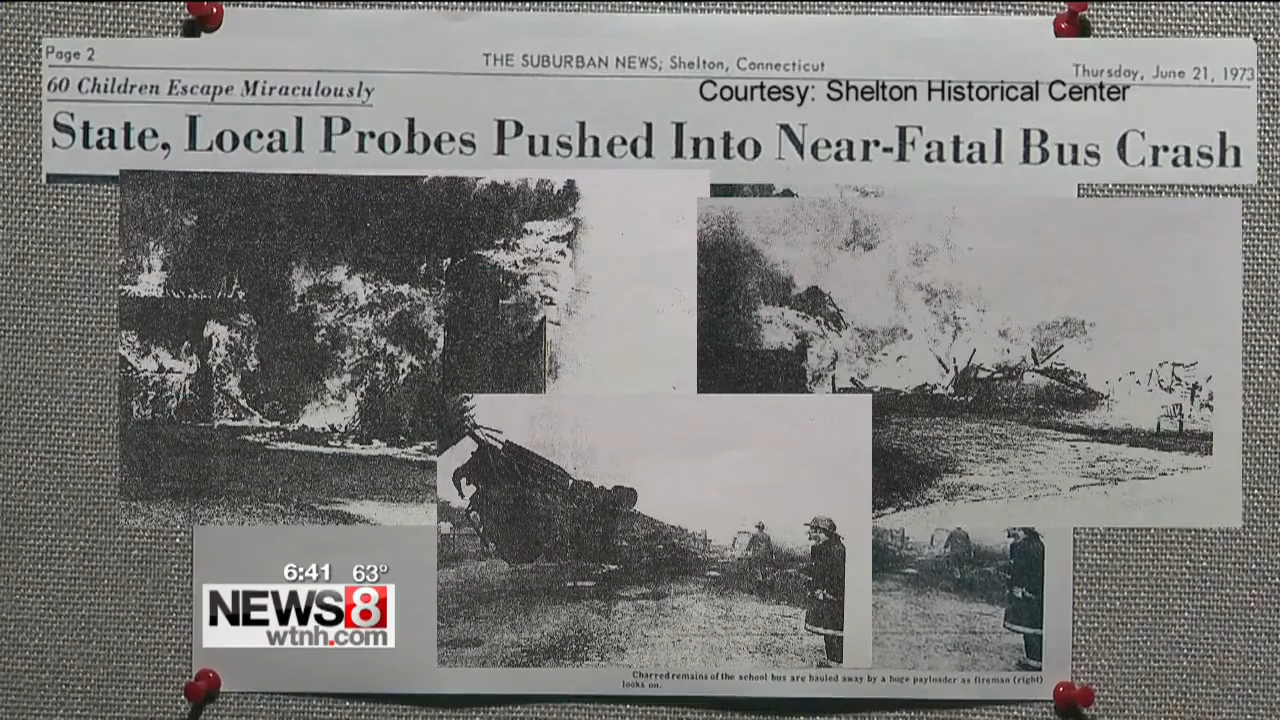 Page 2
THE SUBURBAN NEWS; Shelton, Connecticut
Thursday, June 21, 1973
60 Children Escape Miraculously
Courtesy: Shelton Historical Center
State, Local Probes Pushed Into Near-Fatal Bus Crash
6:41 63°
NEWS 8
wtnh.com
Charred remains of the school bus are hauled away by a huge payloader as fireman (right)
looks on.